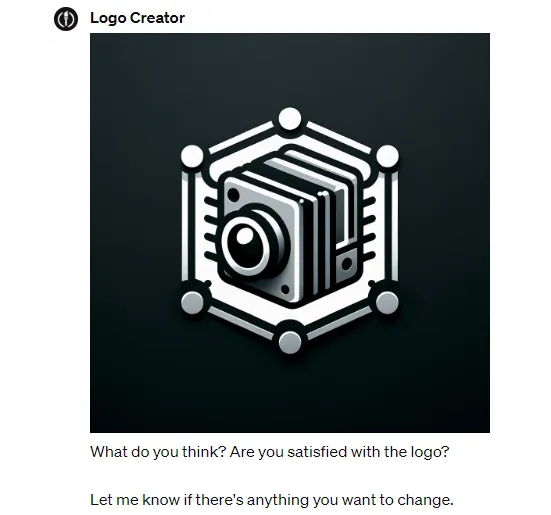 Logo Creator
What do you think? Are you satisfied with the logo?
Let me know if there's anything you want to change.